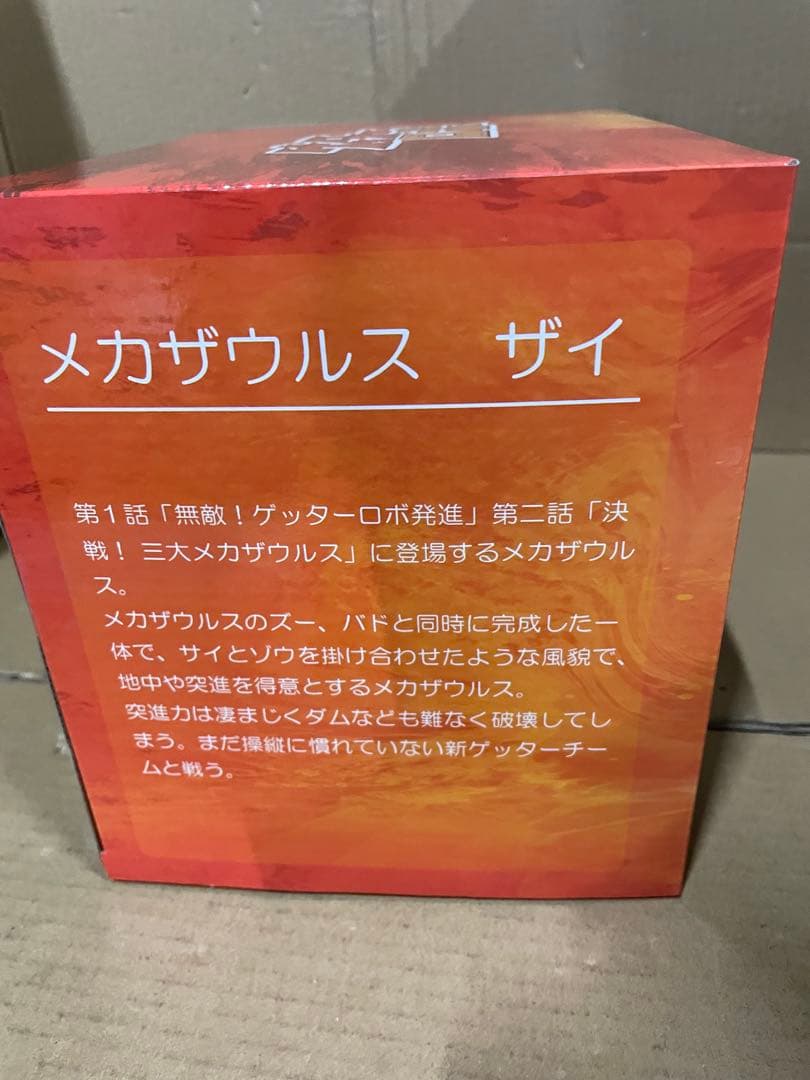 メカザウルス　ザイ
第1話「無敵！ゲッターロボ発進」第二話「決
戦！ 三大メカザウルス」に登場するメカザウル
ス。
メカザウルスのズー、バドと同時に完成した一
体で、サイとゾウを掛け合わせたような風貌で、
地中や突進を得意とするメカザウルス。
突進力は凄まじくダムなども難なく破壊してし
まう。まだ操縦に慣れていない新ゲッターチー
ムと戦う。